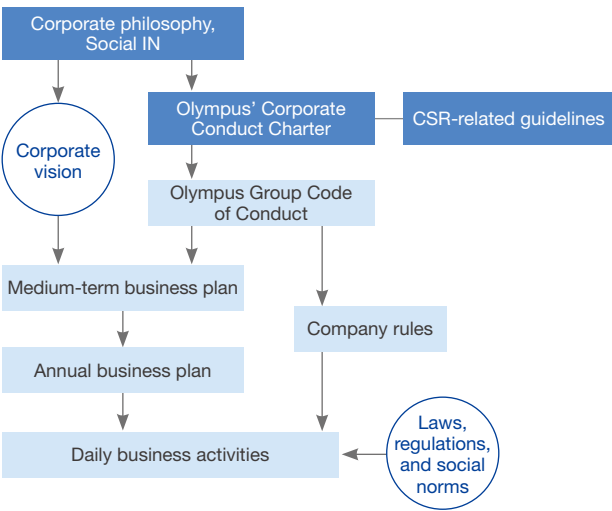 Corporate philosophy,
Social IN
Olympus’ Corporate
Conduct Charter
CSR-related guidelines
Corporate
vision
Olympus Group Code
of Conduct
Medium-term business plan
Company rules
Annual business plan
Laws,
regulations,
and social
norms
Daily business activities